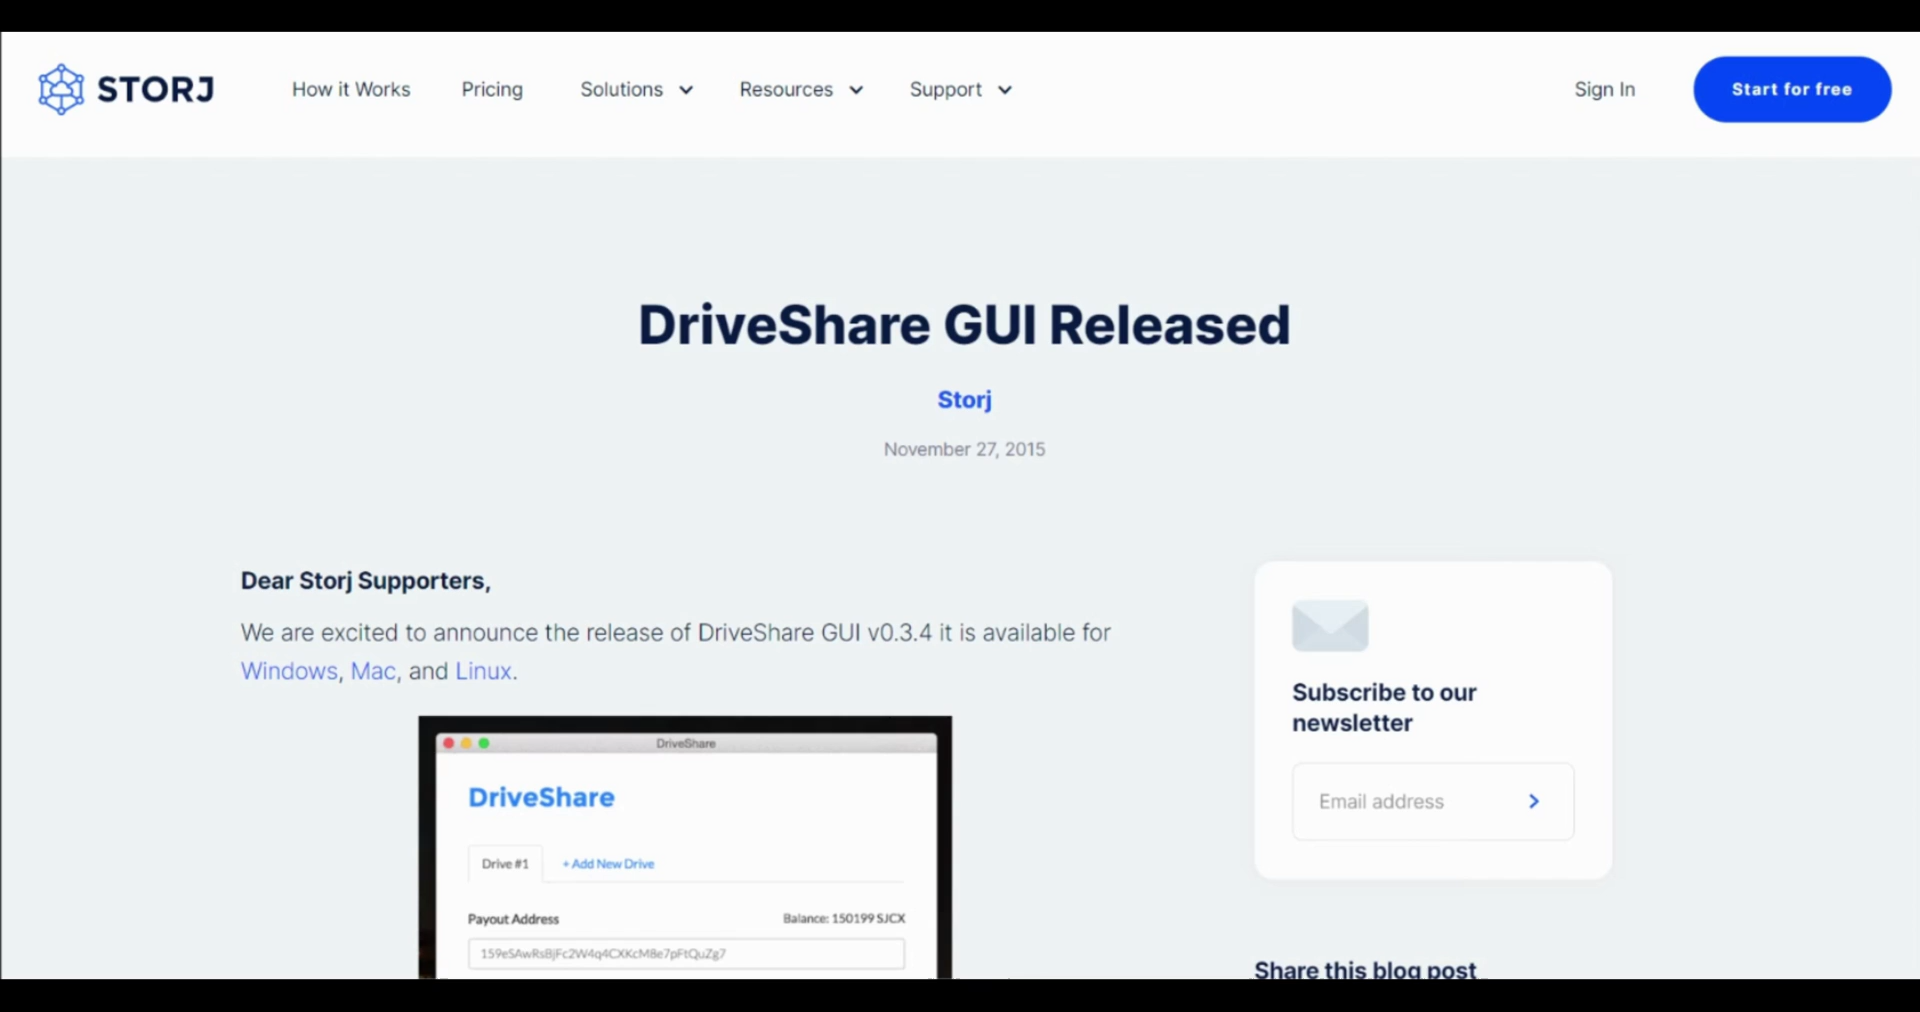 STORJ
How it Works
Pricing
Solutions
Resources
Support
Sign In
Start for free
DriveShare GUI Released
Storj
November 27, 2015
Dear Storj Supporters,
We are excited to announce the release of DriveShare GUI v0.3.4 it is available for
Windows, Mac, and Linux.
DriveShare
DriveShare
Drive #1
+ Add New Drive
Payout Address
Balance: 150199 SJCX
Subscribe to our
newsletter
Email address
Share this blog post